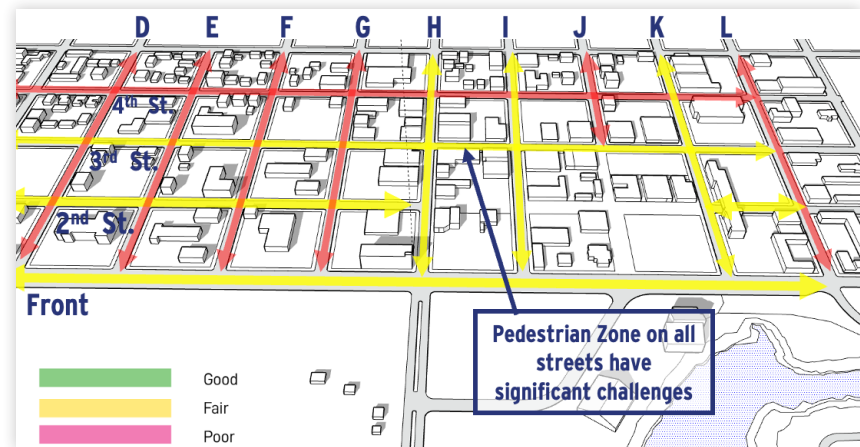 D E F G H I J K L
4th St.
3rd St.
2nd St.
Front
Pedestrian Zone on all
streets have
significant challenges
Good
Fair
Poor